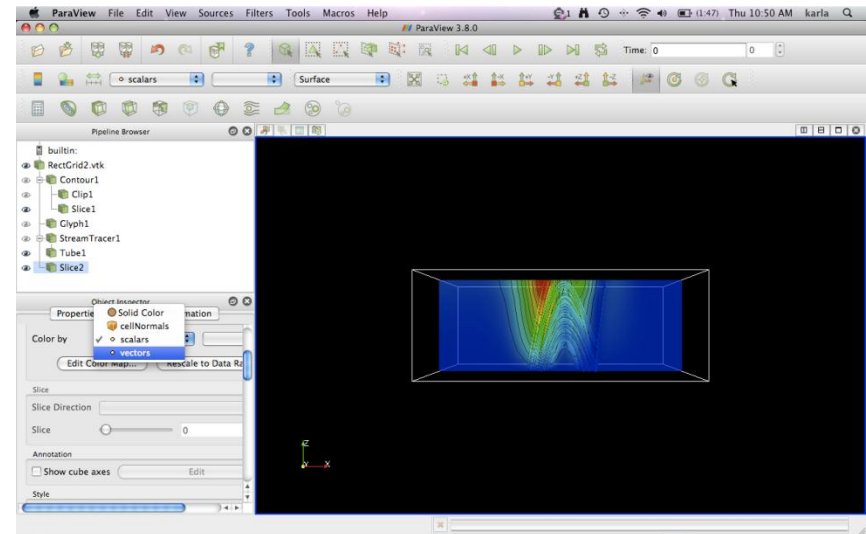 ParaView File Edit View Sources Filters Tools Macros Help 1 (1:47) Thu 10:50 AM karla
ParaView 3.8.0
Time: 0 0
scalars Surface
Pipeline Browser
builtin:
RectGrid2.vtk
Contour1
Clip1
Slice1
Glyph1
StreamTracer1
Tube1
Slice2
Object Inspector
Propertie mation
Solid Color
cellNormals
Color by scalars
vectors
Edit Color Map... Rescale to Data Ra
Slice
Slice Direction
Slice 0
Annotation
Show cube axes Edit
Style
Z
Y X